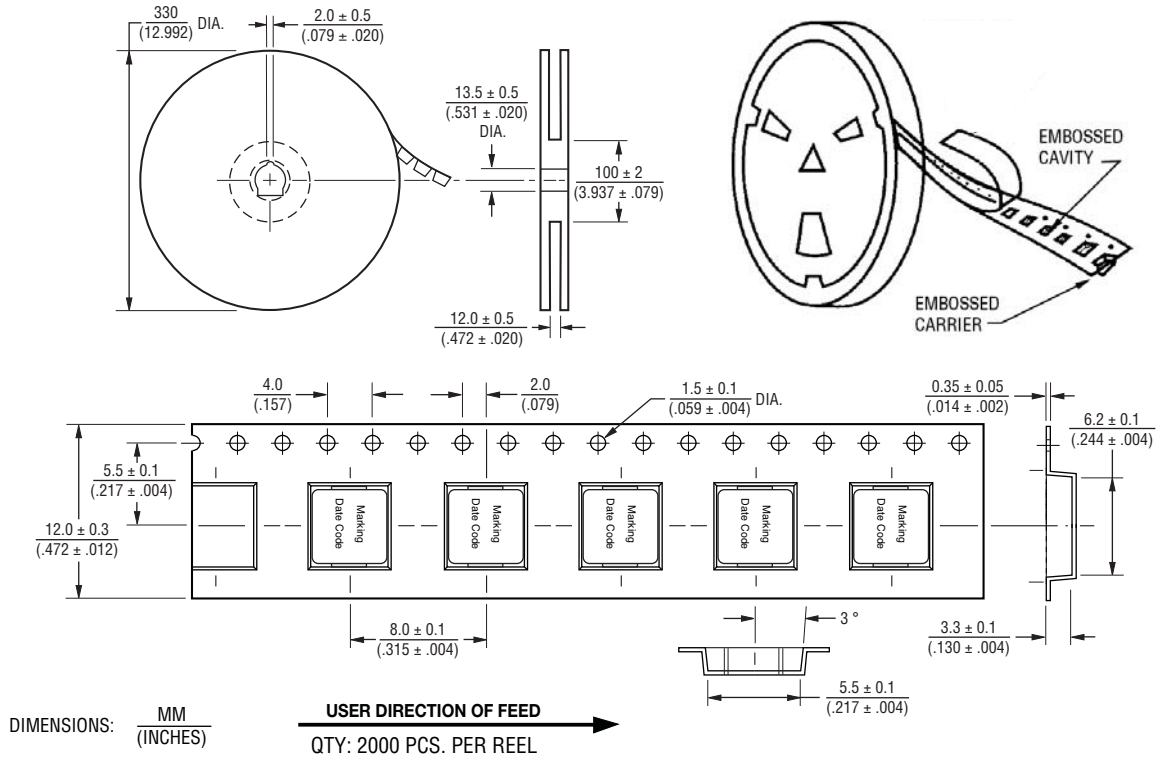 330
(12.992)
DIA.
2.0 ± 0.5
(.079 ± .020)
13.5 ± 0.5
(.531 ± .020)
DIA.
100 ± 2
(3.937 ± .079)
12.0 ± 0.5
(.472 ± .020)
EMBOSSED
CAVITY
EMBOSSED
CARRIER
4.0
(.157)
2.0
(.079)
1.5 ± 0.1
(.059 ± .004)
DIA.
0.35 ± 0.05
(.014 ± .002)
6.2 ± 0.1
(.244 ± .004)
5.5 ± 0.1
(.217 ± .004)
12.0 ± 0.3
(.472 ± .012)
Marking
Date Code
Marking
Date Code
Marking
Date Code
Marking
Date Code
Marking
Date Code
8.0 ± 0.1
(.315 ± .004)
3 °
3.3 ± 0.1
(.130 ± .004)
5.5 ± 0.1
(.217 ± .004)
DIMENSIONS:
MM
(INCHES)
USER DIRECTION OF FEED
QTY: 2000 PCS. PER REEL